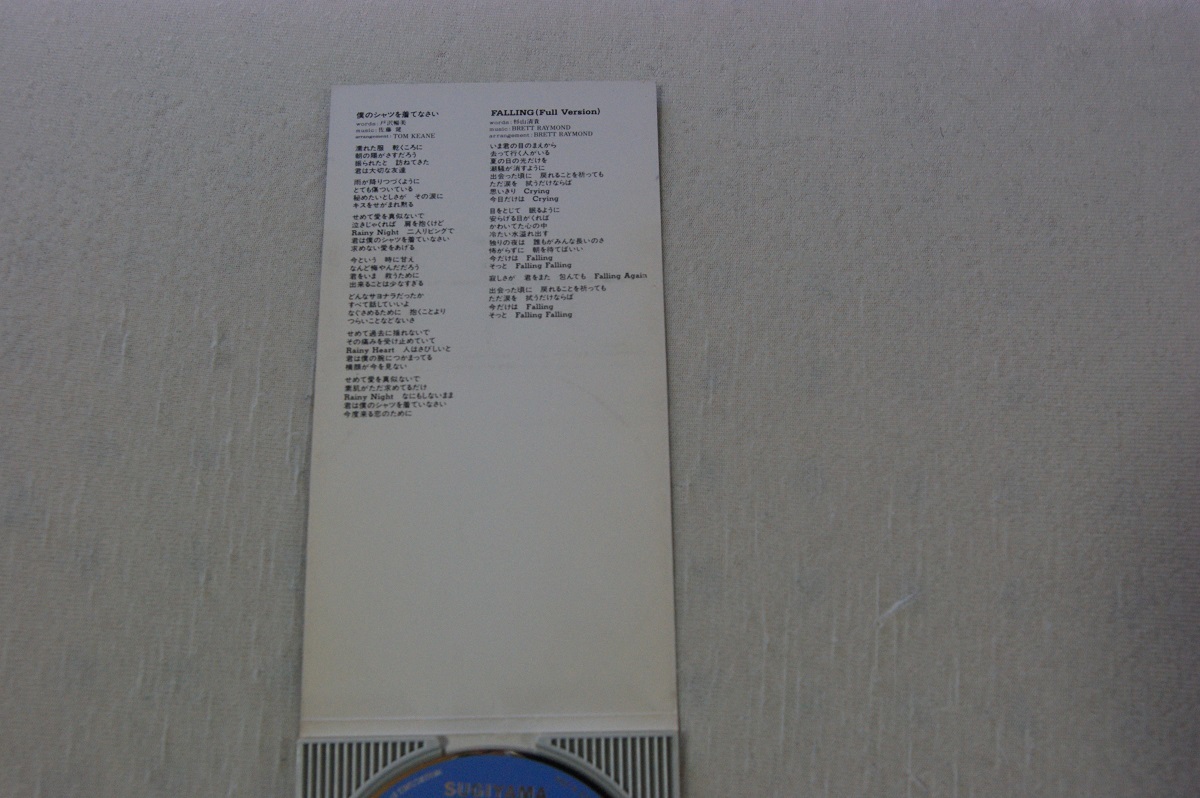 僕のシャツを着てなさい
words: 戸沢暢美
music: 佐藤 健
arrangement: TOM KEANE
濡れた服 乾くころに
朝の陽がさすだろう
振られたと 訪ねてきた
君は大切な友達
雨が降りつづくように
とても傷ついている
秘めたいとしさが その涙に
キスをせがまれ黙る
せめて愛を真似ないで
泣きじゃくれば 肩を抱くけど
Rainy Night 二人リビングで
君は僕のシャツを着ていなさい
求めない愛をあげる
今という 時に甘え
なんど悔やんだだろう
君をいま 救うために
出来ることは少なすぎる
どんなサヨナラだったか
すべて話していいよ
なぐさめるために 抱くことより
つらいことなどないさ
せめて過去に揺れないで
その痛みを受け止めていて
Rainy Heart 人はさびしいと
君は僕の腕につかまってる
横顔が今を見ない
せめて愛を真似ないで
素肌がただ求めてるだけ
Rainy Night なにもしないまま
君は僕のシャツを着ていなさい
今度来る恋のために
FALLING(Full Version)
words: 杉山清貴
music: BRETT RAYMOND
arrangement: BRETT RAYMOND
いま君の目のまえから
去って行く人がいる
夏の日の光だけを
潮騒が消すように
出会った頃に 戻れることを祈っても
ただ涙を 拭うだけならば
思いきり Crying
今日だけは Crying
目をとじて 眠るように
安らげる日がくれば
かわいてた心の中
冷たい水溢れ出す
独りの夜は 誰もがみんな長いのさ
怖がらずに 朝を待てばいい
今だけは Falling
そっと Falling Falling
寂しさが 君をまた 包んでも Falling Again
出会った頃に 戻れることを祈っても
ただ涙を 拭うだけならば
今だけは Falling
そっと Falling Falling
SUGIYAMA